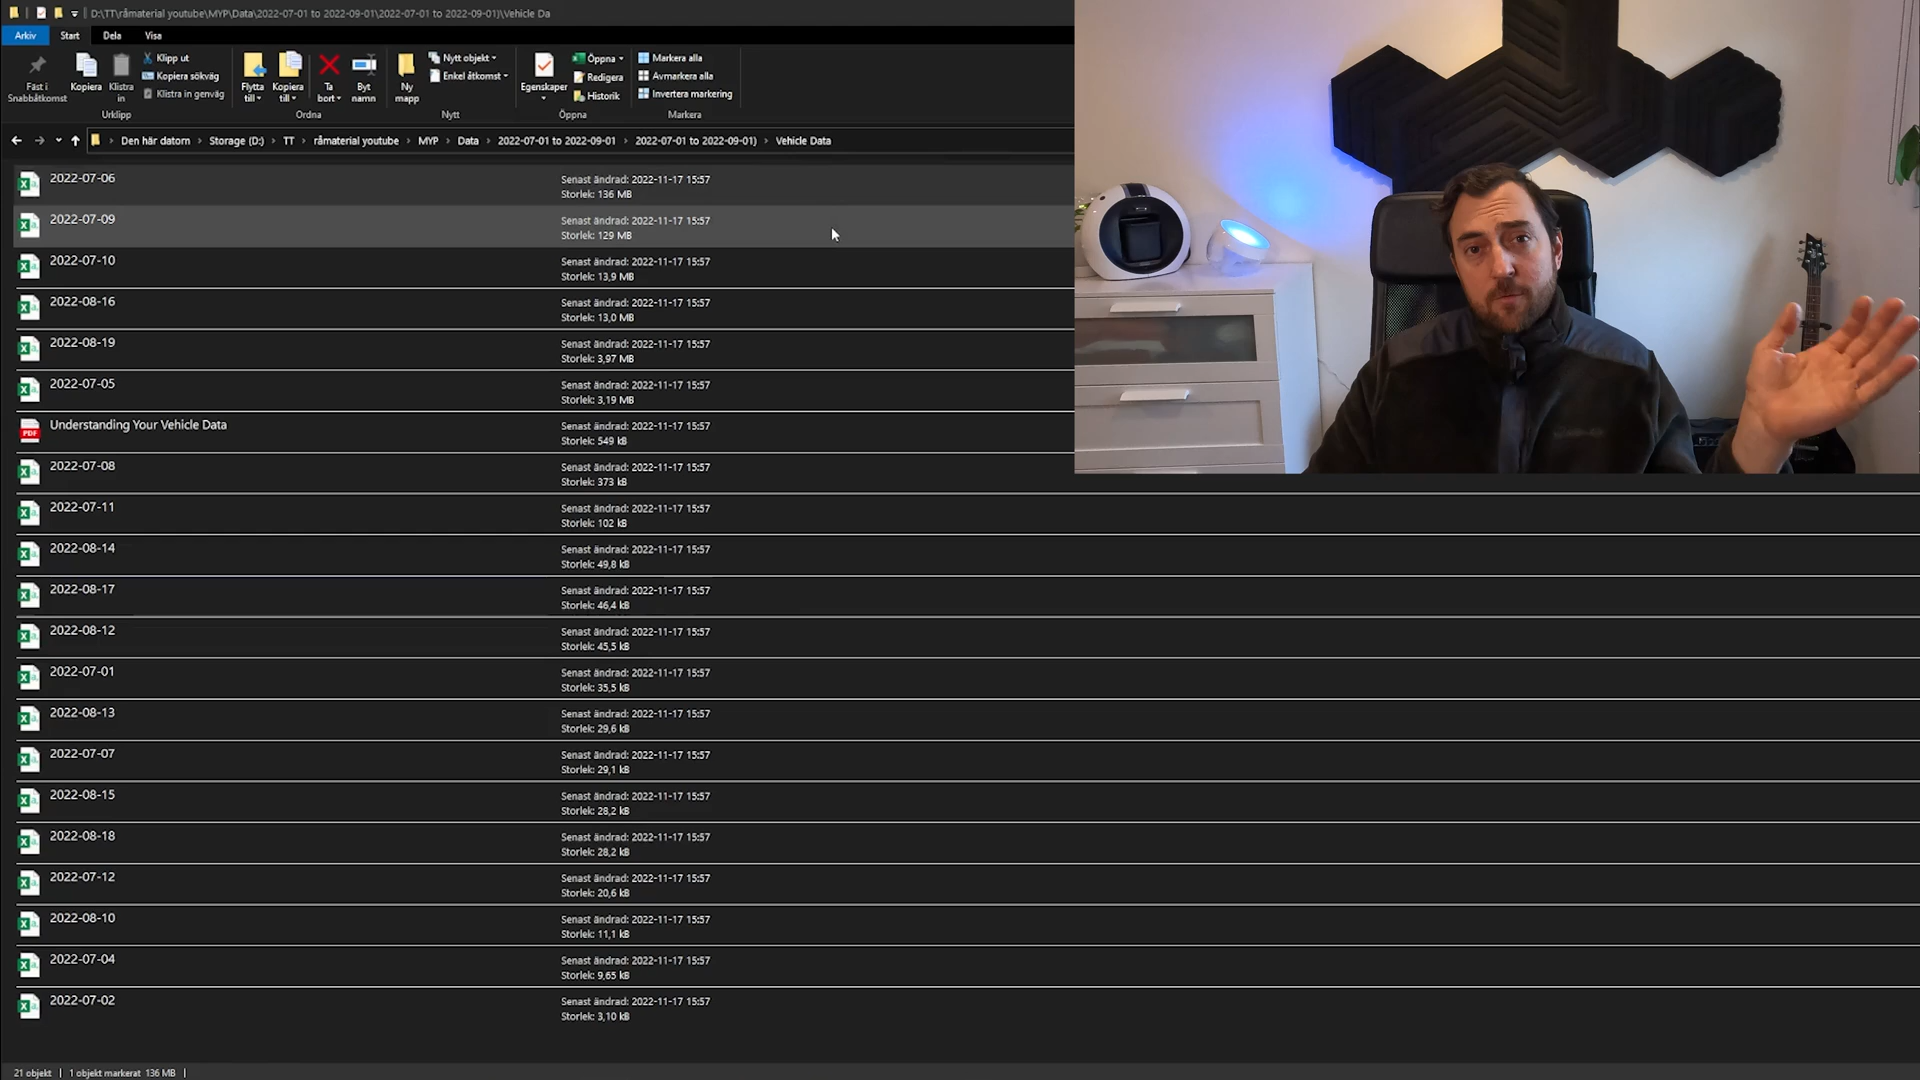 D:\TT\råmaterial youtube\MYP\Data\2022-07-01 to 2022-09-01\2022-07-01 to 2022-09-01)\Vehicle Da
Arkiv Start Dela Visa
Fäst i Snabbåtkomst
Kopiera
Klistra in
Klipp ut
Kopiera sökväg
Klistra in genväg
Urklipp
Flytta till
Kopiera till
Ta bort
Byt namn
Ordna
Ny mapp
Nytt objekt
Enkel åtkomst
Nytt
Egenskaper
Öppna
Redigera
Historik
Öppna
Markera alla
Avmarkera alla
Invertera markering
Markera
Den här datorn > Storage (D:) > TT > råmaterial youtube > MYP > Data > 2022-07-01 to 2022-09-01 > 2022-07-01 to 2022-09-01) > Vehicle Data
2022-07-06 Senast ändrad: 2022-11-17 15:57
Storlek: 136 MB
2022-07-09 Senast ändrad: 2022-11-17 15:57
Storlek: 129 MB
2022-07-10 Senast ändrad: 2022-11-17 15:57
Storlek: 13,9 MB
2022-08-16 Senast ändrad: 2022-11-17 15:57
Storlek: 13,0 MB
2022-08-19 Senast ändrad: 2022-11-17 15:57
Storlek: 3,97 MB
2022-07-05 Senast ändrad: 2022-11-17 15:57
Storlek: 3,19 MB
PDF Understanding Your Vehicle Data Senast ändrad: 2022-11-17 15:57
Storlek: 549 kB
2022-07-08 Senast ändrad: 2022-11-17 15:57
Storlek: 373 kB
2022-07-11 Senast ändrad: 2022-11-17 15:57
Storlek: 102 kB
2022-08-14 Senast ändrad: 2022-11-17 15:57
Storlek: 49,8 kB
2022-08-17 Senast ändrad: 2022-11-17 15:57
Storlek: 46,4 kB
2022-08-12 Senast ändrad: 2022-11-17 15:57
Storlek: 45,5 kB
2022-07-01 Senast ändrad: 2022-11-17 15:57
Storlek: 35,5 kB
2022-08-13 Senast ändrad: 2022-11-17 15:57
Storlek: 29,6 kB
2022-07-07 Senast ändrad: 2022-11-17 15:57
Storlek: 29,1 kB
2022-08-15 Senast ändrad: 2022-11-17 15:57
Storlek: 28,2 kB
2022-08-18 Senast ändrad: 2022-11-17 15:57
Storlek: 28,2 kB
2022-07-12 Senast ändrad: 2022-11-17 15:57
Storlek: 20,6 kB
2022-08-10 Senast ändrad: 2022-11-17 15:57
Storlek: 11,1 kB
2022-07-04 Senast ändrad: 2022-11-17 15:57
Storlek: 9,65 kB
2022-07-02 Senast ändrad: 2022-11-17 15:57
Storlek: 3,10 kB
21 objekt | 1 objekt markerat 136 MB |